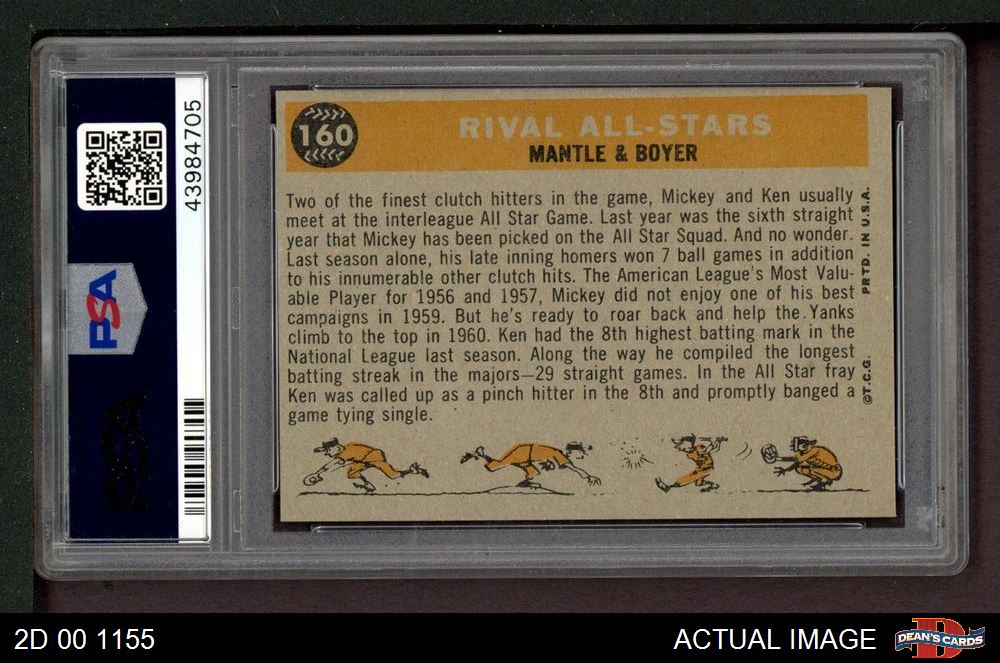 43984705
PSA
160
RIVAL ALL-STARS
MANTLE & BOYER
Two of the finest clutch hitters in the game, Mickey and Ken usually
meet at the interleague All Star Game. Last year was the sixth straight
year that Mickey has been picked on the All Star Squad. And no wonder.
Last season alone, his late inning homers won 7 ball games in addition
to his innumerable other clutch hits. The American League's Most Valu-
able Player for 1956 and 1957, Mickey did not enjoy one of his best
campaigns in 1959. But he's ready to roar back and help the Yanks
climb to the top in 1960. Ken had the 8th highest batting mark in the
National League last season. Along the way he compiled the longest
batting streak in the majors—29 straight games. In the All Star fray
Ken was called up as a pinch hitter in the 8th and promptly banged a
game tying single.
©T.C.G. PRTD. IN U.S.A.
2D 00 1155
ACTUAL IMAGE
D
DEAN'S CARDS